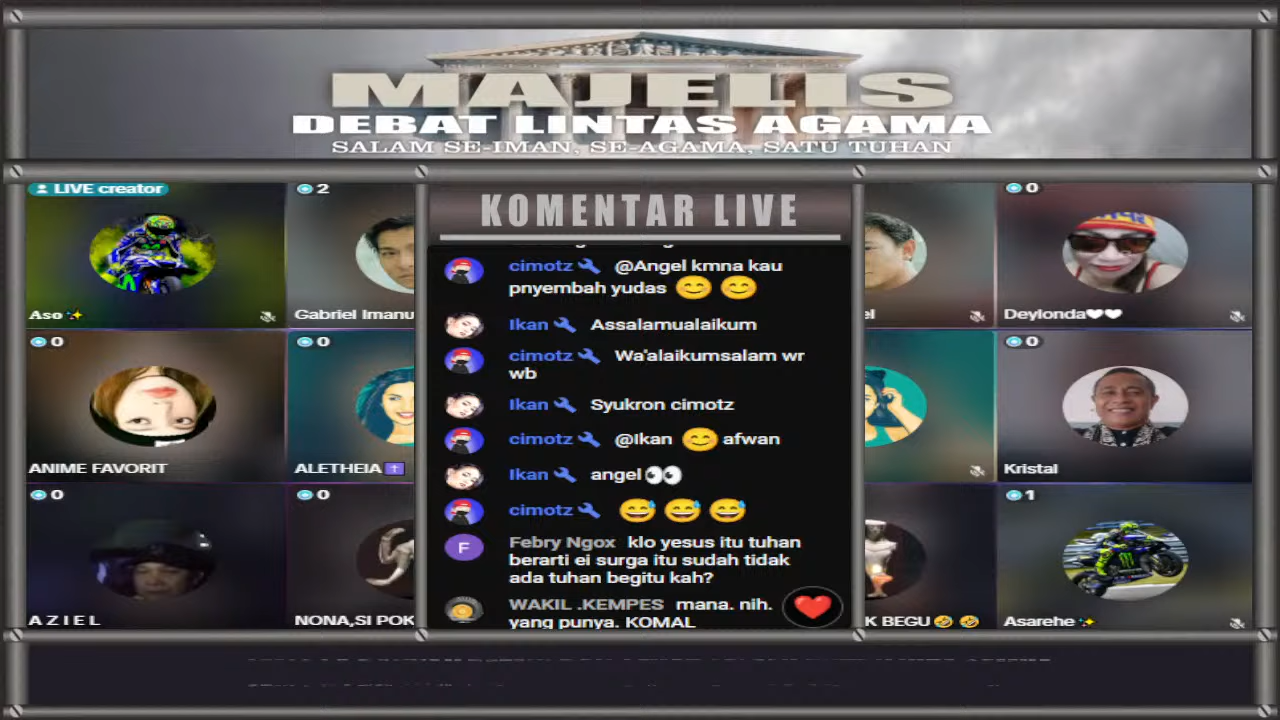 MAJELIS
DEBAT LINTAS AGAMA
SALAM SE-IMAN, SE-AGAMA, SATU TUHAN
LIVE creator
2
0
KOMENTAR LIVE
Aso
Gabriel Imanu
el
Deylonda
cimotz @Angel kmna kau
pnyembah yudas 😊 😊
Ikan Assalamualaikum
cimotz Wa'alaikumsalam wr
wb
Ikan Syukron cimotz
cimotz @Ikan 😊 afwan
Ikan angel 👀
cimotz 😅 😅 😅
Febry Ngox klo yesus itu tuhan
berarti ei surga itu sudah tidak
ada tuhan begitu kah?
WAKIL .KEMPES mana. nih.
yang punya. KOMAL
0
0
0
ANIME FAVORIT
ALETHEIA
Kristal
0
0
1
A Z I E L
NONA,SI POK
K BEGU 🤣 🤣
Asarehe